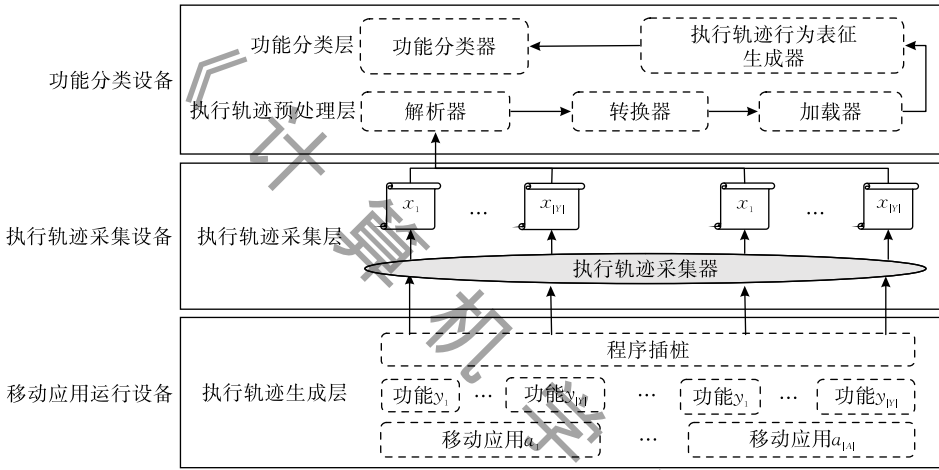 功能分类层
功能分类器
执行轨迹行为表征
生成器
功能分类设备
执行轨迹预处理层
解析器
转换器
加载器
x₁ … x|Y| x₁ … x|Y|
执行轨迹采集设备
执行轨迹采集层
执行轨迹采集器
程序插桩
移动应用运行设备
执行轨迹生成层
功能y₁ … 功能y|Y| … 功能y₁ … 功能y|Y|
移动应用a₁ … 移动应用a|A|
《计算机学